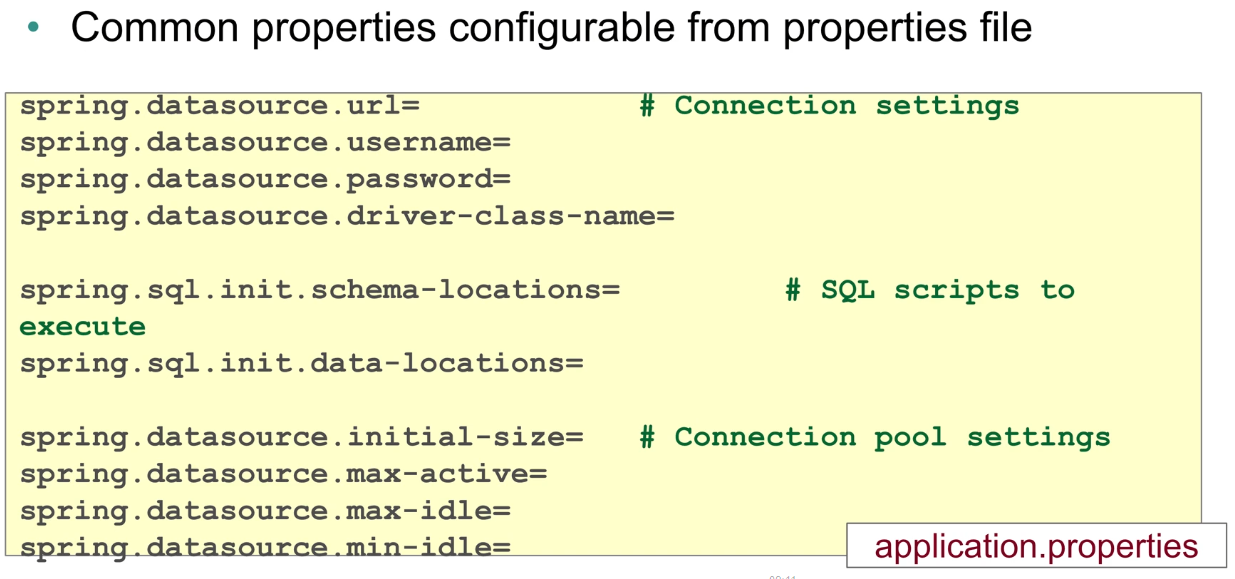 • Common properties configurable from properties file
spring.datasource.url= # Connection settings
spring.datasource.username=
spring.datasource.password=
spring.datasource.driver-class-name=
spring.sql.init.schema-locations= # SQL scripts to
execute
spring.sql.init.data-locations=
spring.datasource.initial-size= # Connection pool settings
spring.datasource.max-active=
spring.datasource.max-idle=
spring.datasource.min-idle=
application.properties